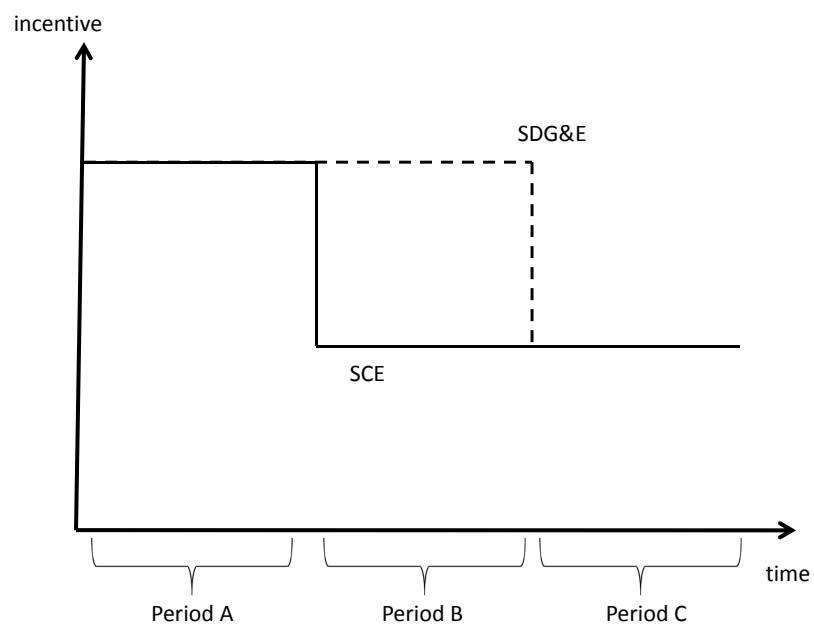 incentive
SDG&E
SCE
time
Period A
Period B
Period C